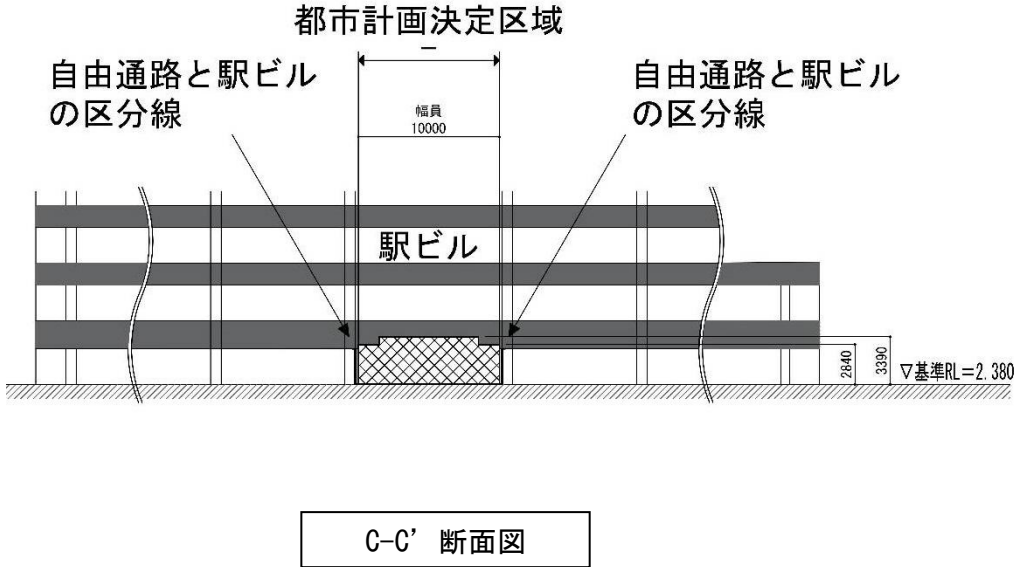 都市計画決定区域
自由通路と駅ビル
の区分線
自由通路と駅ビル
の区分線
幅員
10000
駅ビル
2840
3390
▽基準RL=2.380
C-C’断面図